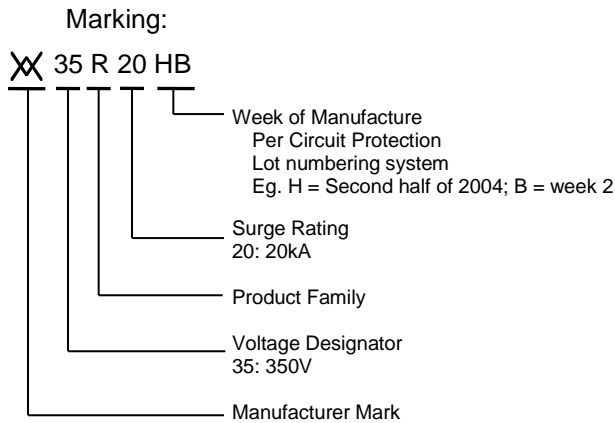 Marking:
35 R 20 HB
Week of Manufacture
Per Circuit Protection
Lot numbering system
Eg. H = Second half of 2004; B = week 2
Surge Rating
20: 20kA
Product Family
Voltage Designator
35: 350V
Manufacturer Mark